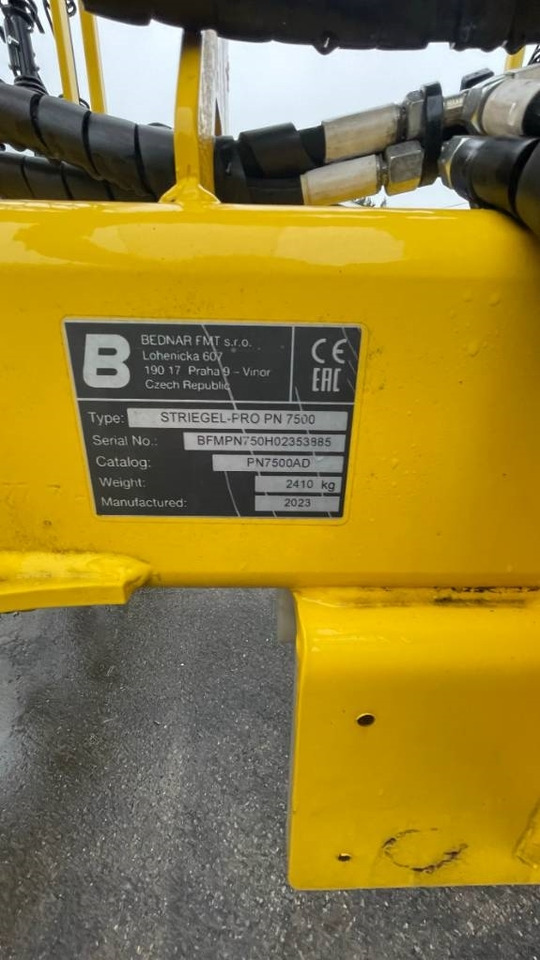 B
BEDNAR FMT s.r.o.
Lohenicka 607
190 17 Praha 9 - Vinor
Czech Republic
CE
EAC
Type: STRIEGEL-PRO PN 7500
Serial No.: BFMPN750H02353885
Catalog: PN7500AD
Weight: 2410 kg
Manufactured: 2023